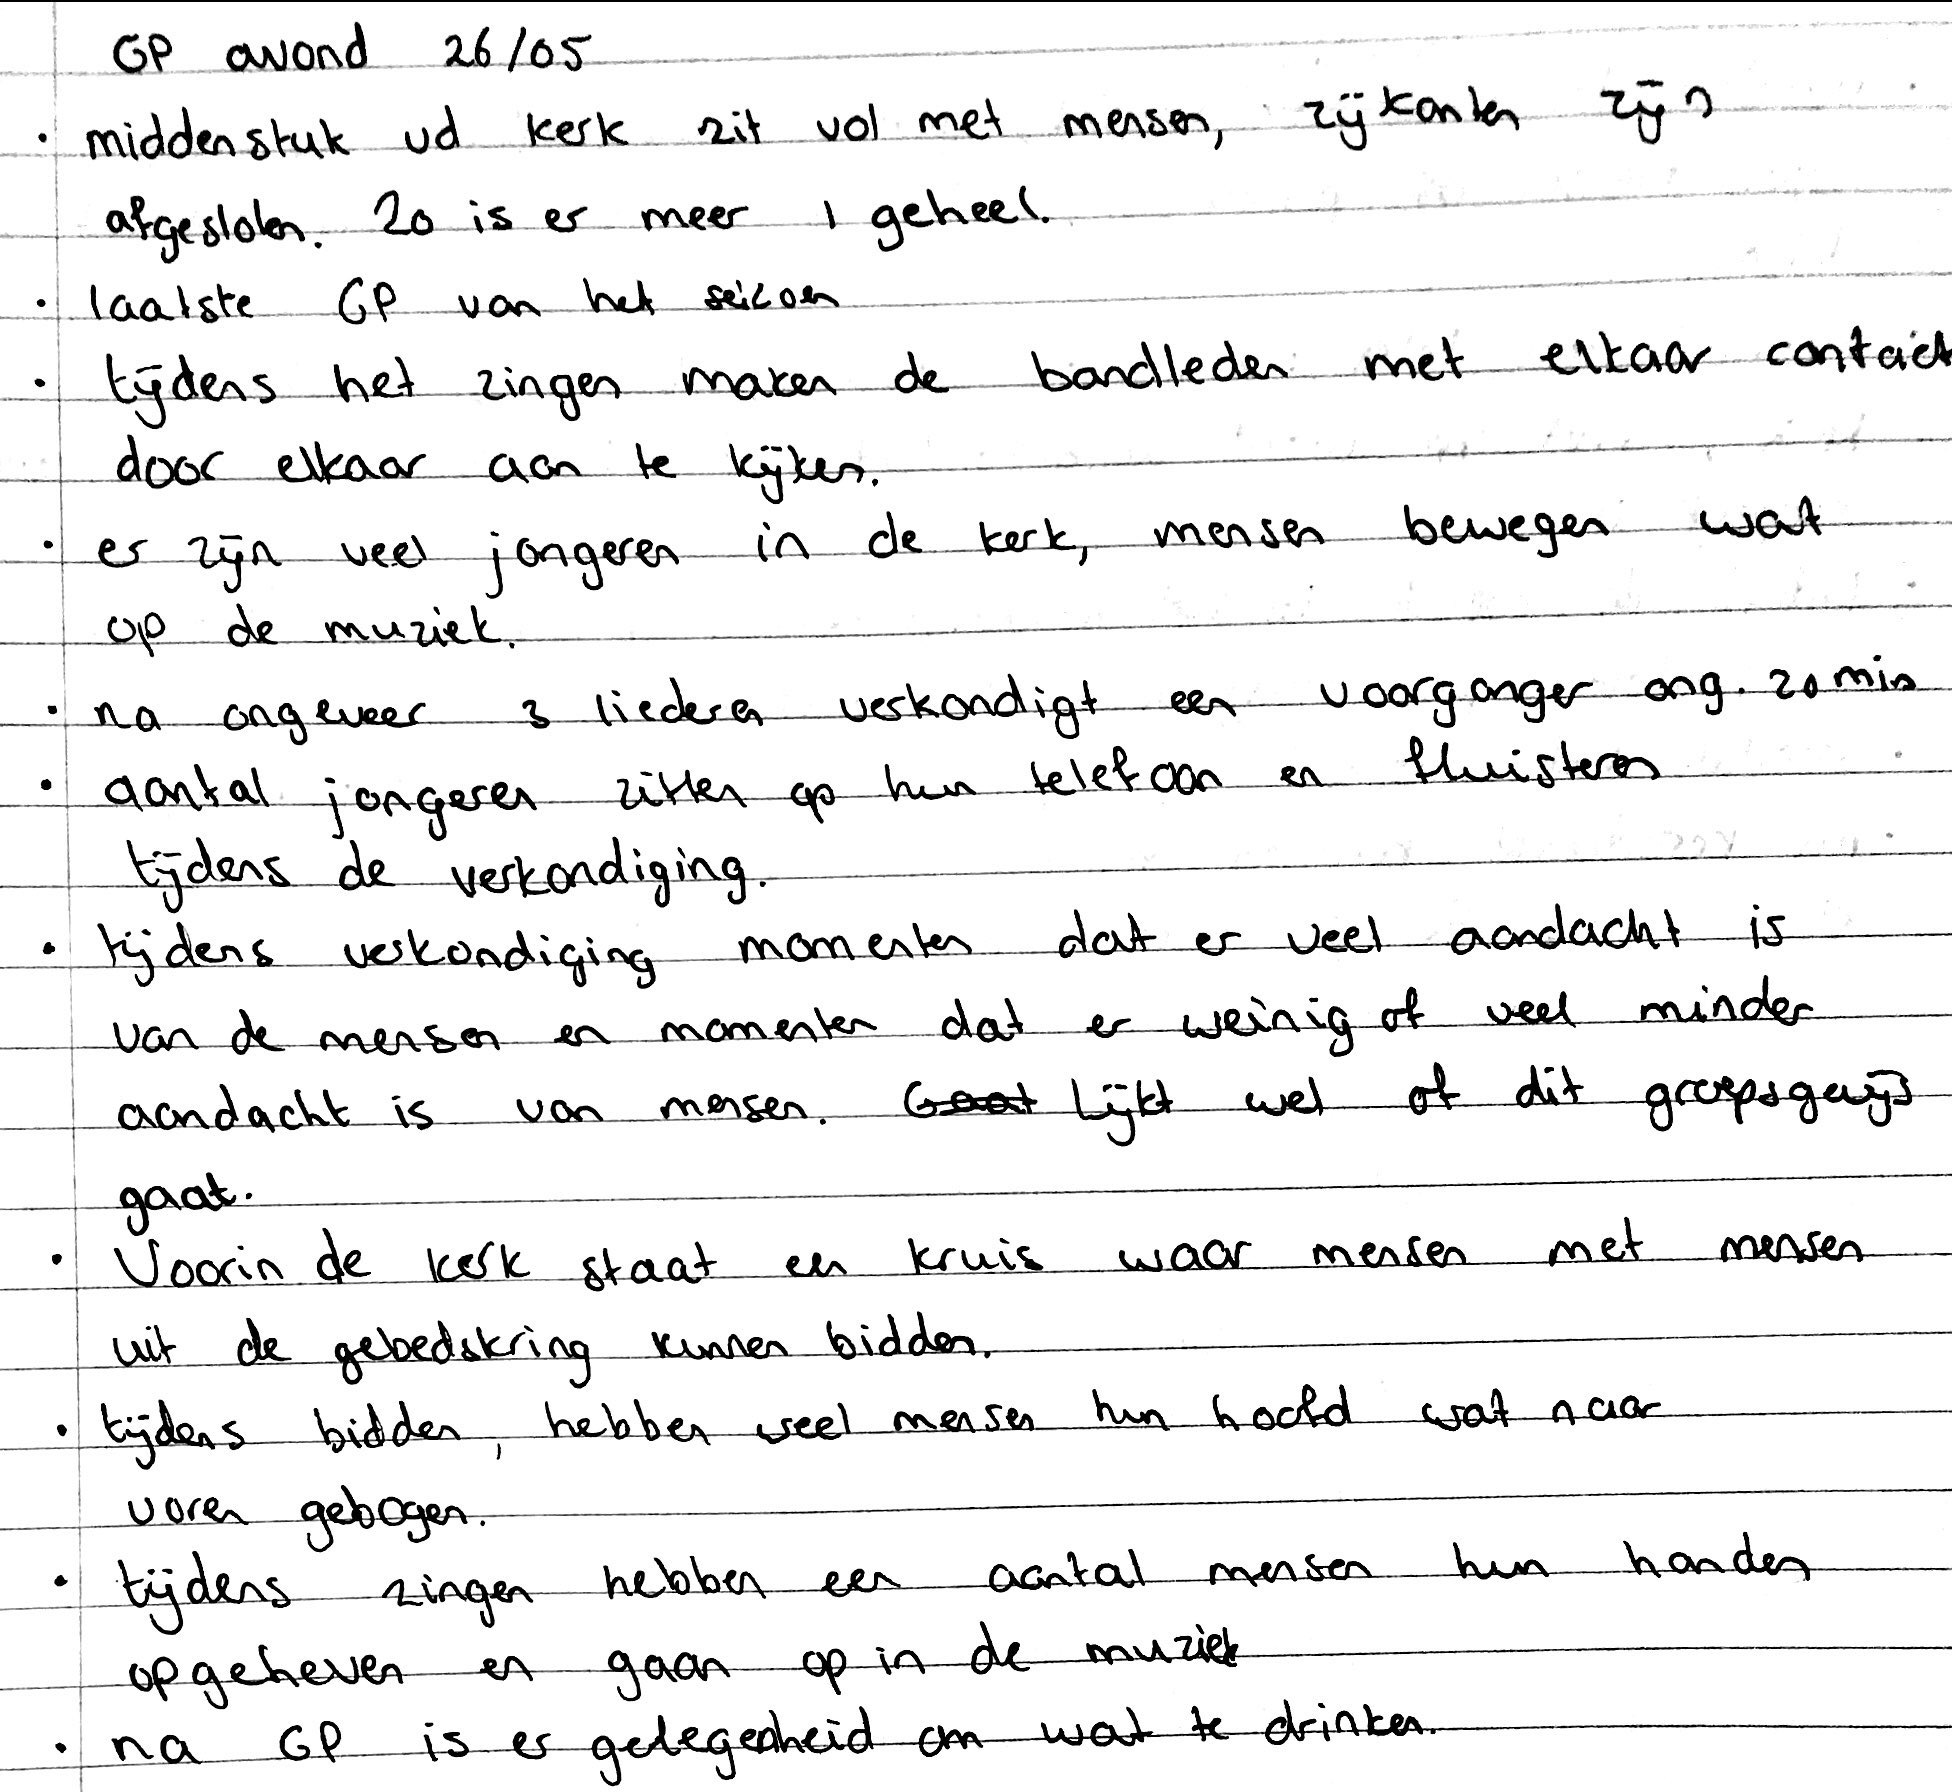 GP avond 26/05
· middenstuk vd kerk zit vol met mensen, zijkanten zijn
afgesloten. Zo is er meer 1 geheel.
· laatste GP van het seizoen
· tijdens het zingen maken de bandleden met elkaar contact
door elkaar aan te kijken.
· er zijn veel jongeren in de kerk, mensen bewegen wat
op de muziek.
· na ongeveer 3 liederen verkondigt een voorganger ong. 20 min
· aantal jongeren zitten op hun telefoon en fluisteren
tijdens de verkondiging.
· tijdens verkondiging momenten dat er veel aandacht is
van de mensen en momenten dat er weinig of veel minder
aandacht is van mensen. Gaat Lijkt wel of dit groepsgewijs
gaat.
· Voorin de kerk staat een kruis waar mensen met mensen
uit de gebedskring kunnen bidden.
· tijdens bidden, hebben veel mensen hun hoofd wat naar
voren gebogen.
· tijdens zingen hebben een aantal mensen hun handen
opgeheven en gaan op in de muziek
· na GP is er gelegenheid om wat te drinken.